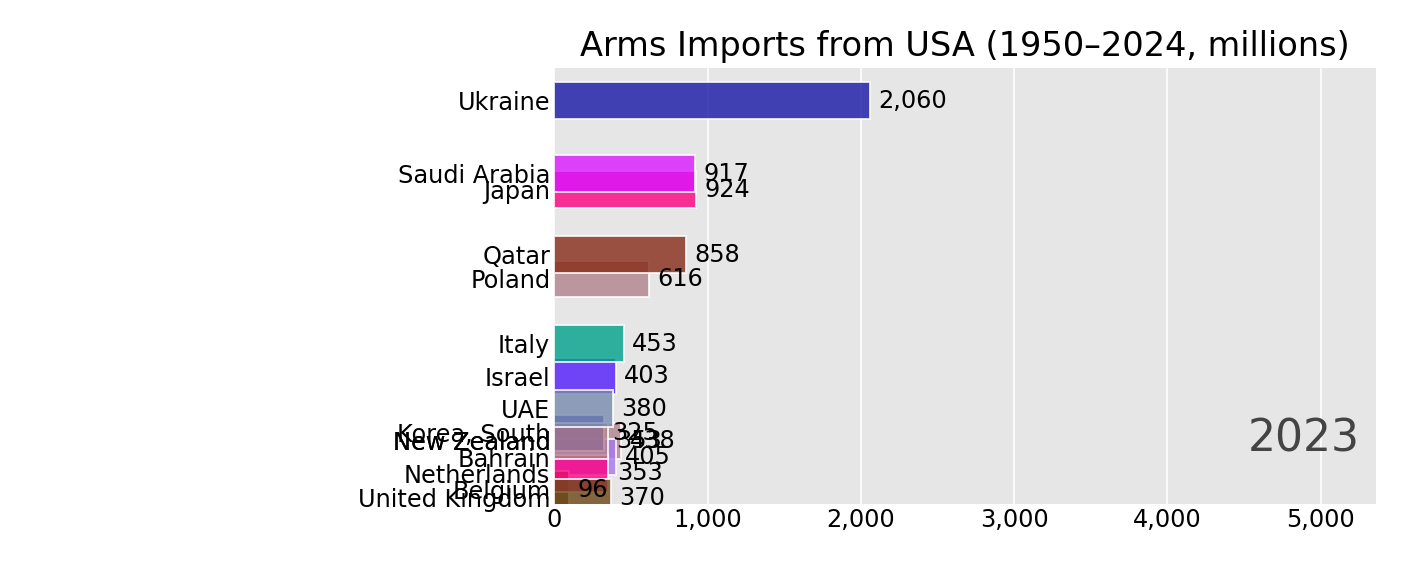 Arms Imports from USA (1950–2024, millions)
Ukraine 2,060
Saudi Arabia 917
Japan 924
Qatar 858
Poland 616
Italy 453
Israel 403
UAE 380
Korea, South 325
New Zealand
Bahrain 405
Netherlands 353
Belgium 96
United Kingdom 370
2023
0 1,000 2,000 3,000 4,000 5,000